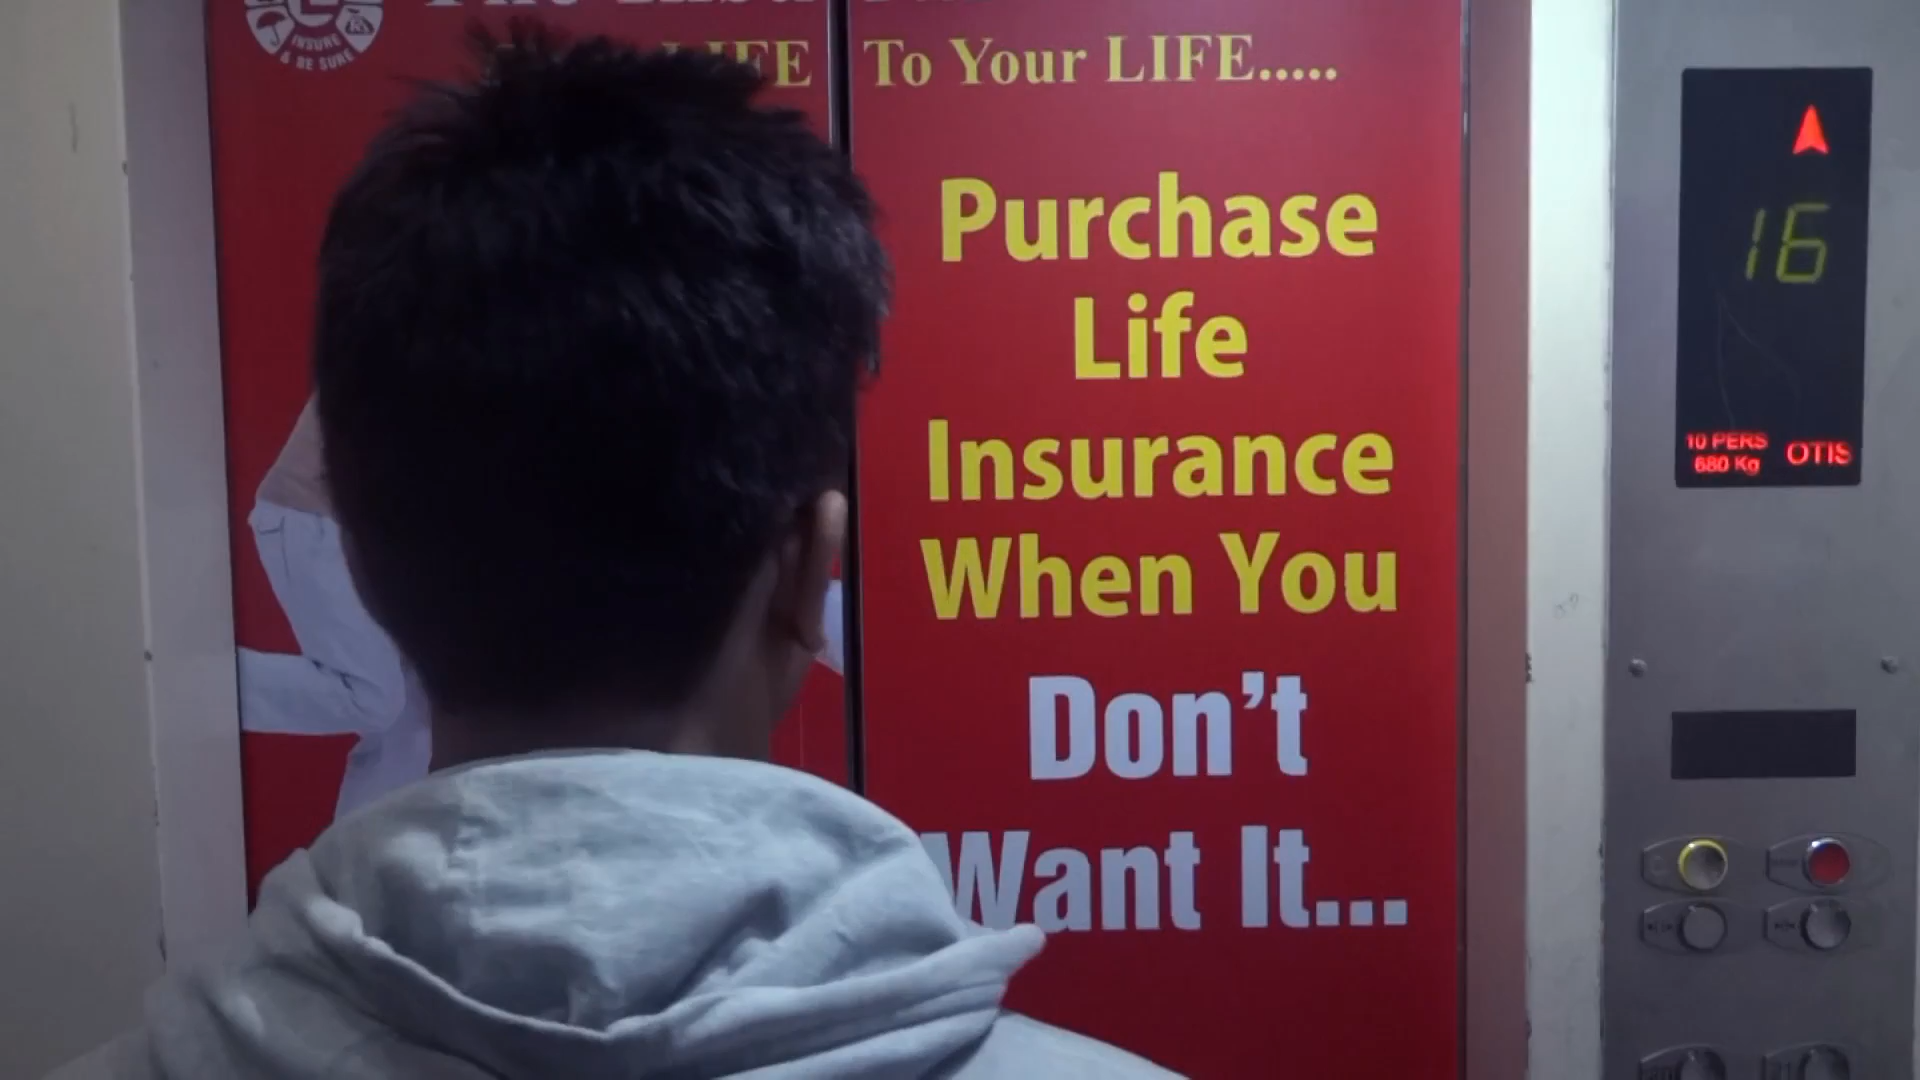 INSURE
& BE SURE
LIFE To Your LIFE.....
Purchase
Life
Insurance
When You
Don't
Want It...
16
10 PERS
680 Kg
OTIS